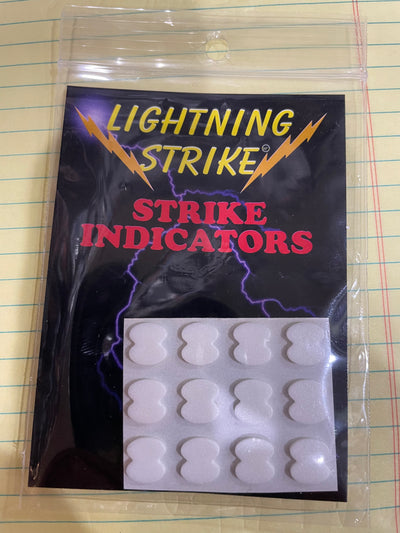 LIGHTNING
STRIKE©
STRIKE
INDICATORS